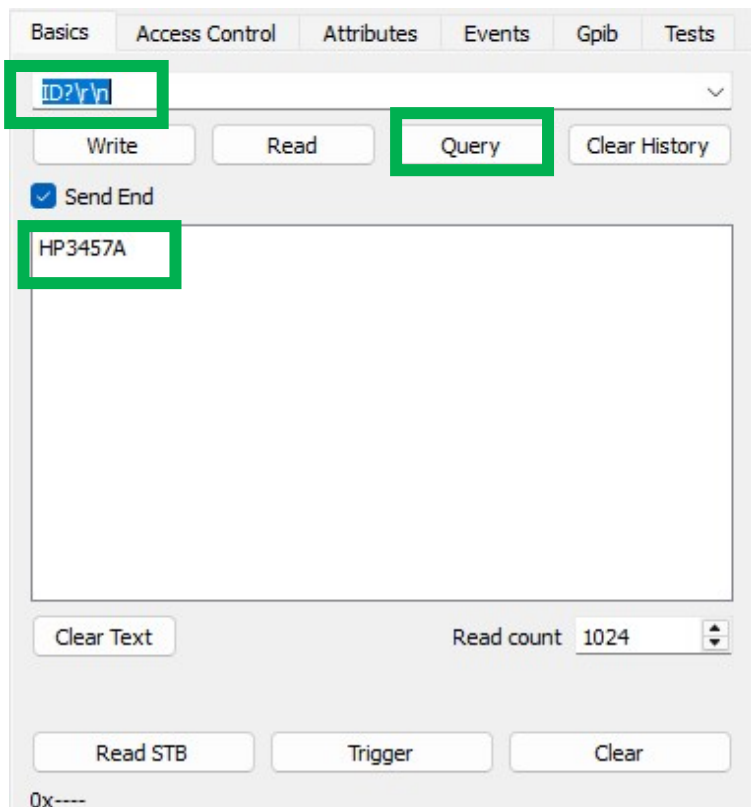 Basics Access Control Attributes Events Gpib Tests
ID?\r\n
Write Read Query Clear History
Send End
HP3457A
Clear Text Read count 1024
Read STB Trigger Clear
0x----